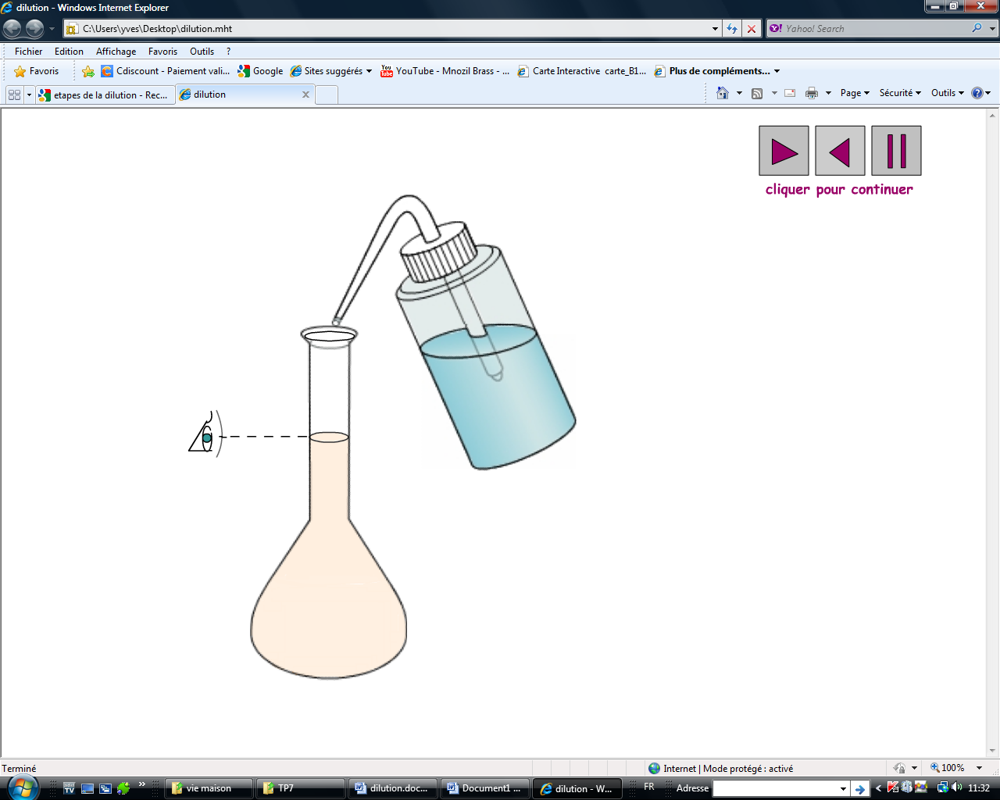 dilution - Windows Internet Explorer
C:\Users\yves\Desktop\dilution.mht
Yahoo! Search
Fichier Edition Affichage Favoris Outils ?
Favoris Cdiscount - Paiement vali... Google Sites suggérés YouTube - Mnozil Brass - ... Carte Interactive carte_B1... Plus de compléments...
etapes de la dilution - Rec... dilution Page Sécurité Outils
cliquer pour continuer
Terminé Internet | Mode protégé : activé 100%
vie maison TP7 dilution.doc... Document1 ... dilution - W... FR Adresse 11:32